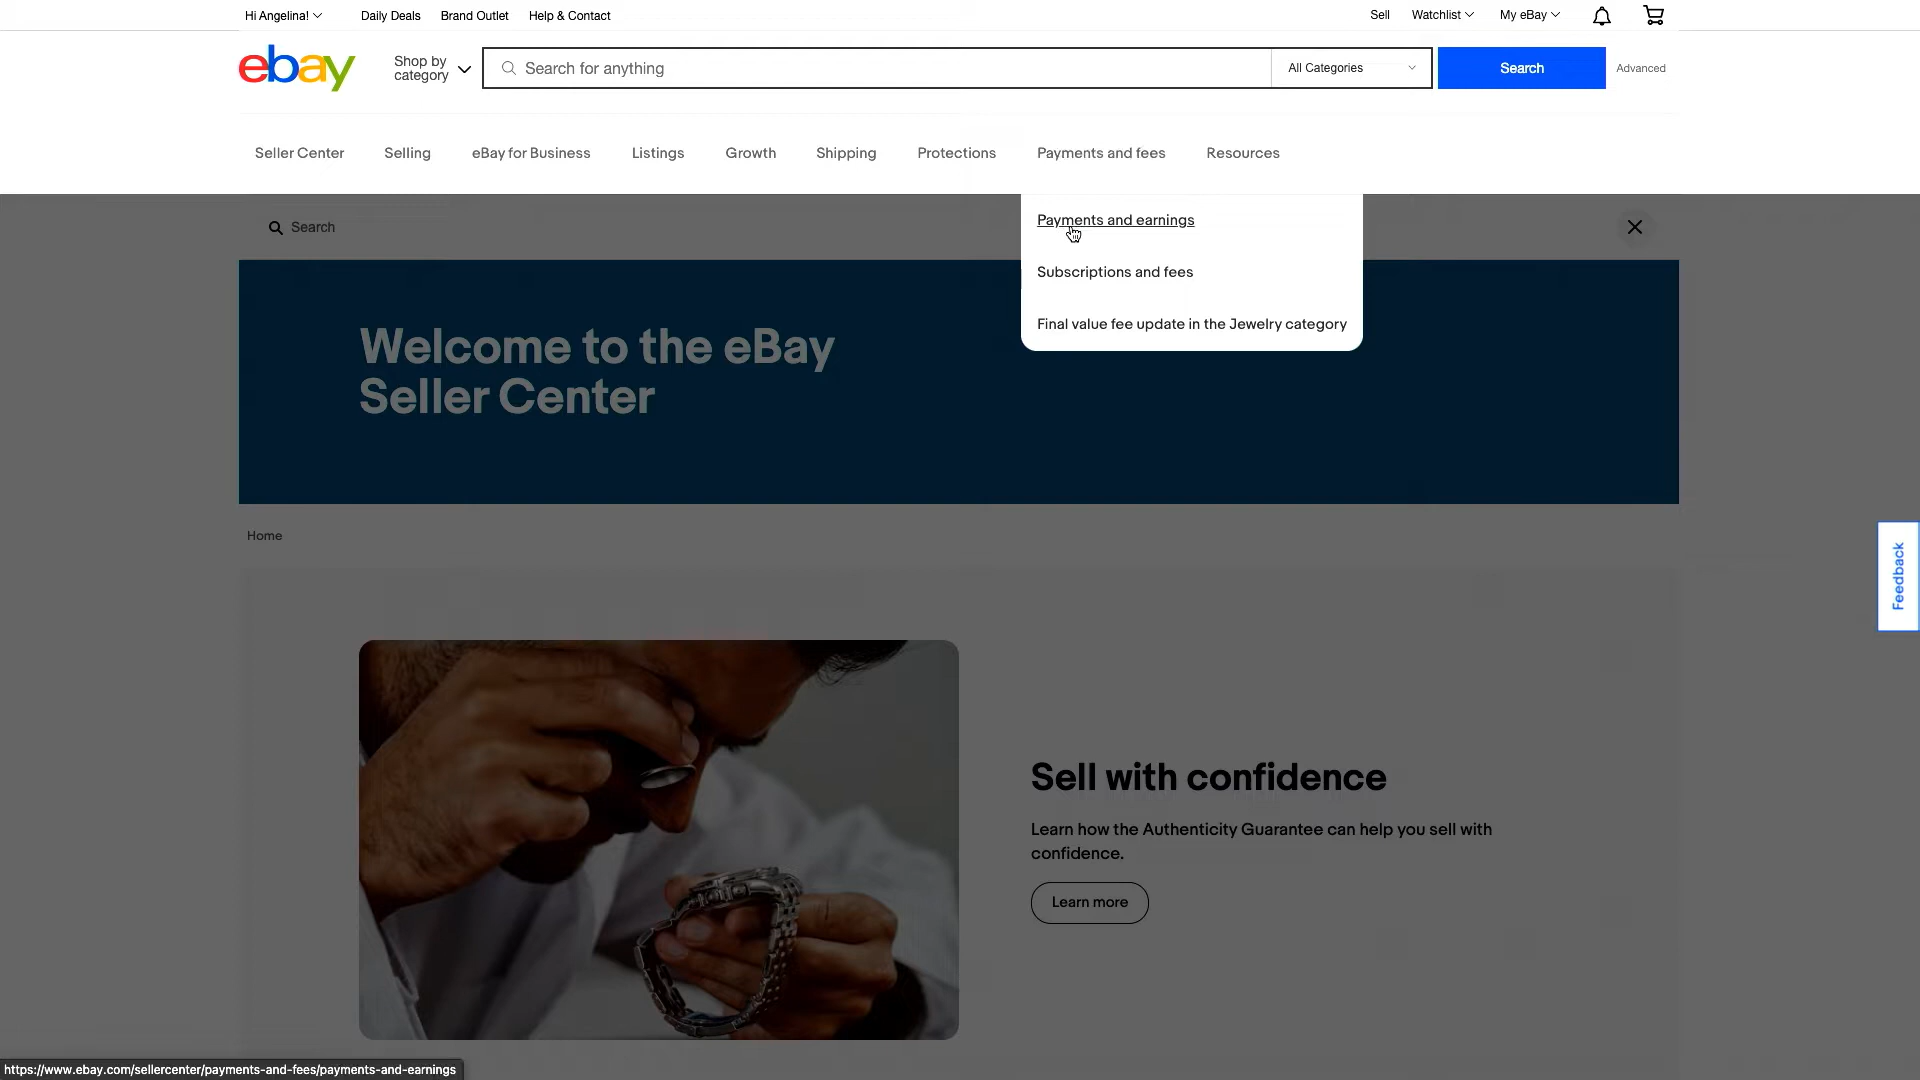 Hi Angelina!
Daily Deals
Brand Outlet
Help & Contact
Sell
Watchlist
My eBay
ebay
Shop by
category
Search for anything
All Categories
Search
Advanced
Seller Center
Selling
eBay for Business
Listings
Growth
Shipping
Protections
Payments and fees
Resources
Search
Payments and earnings
Subscriptions and fees
Final value fee update in the Jewelry category
Welcome to the eBay
Seller Center
Home
Feedback
Sell with confidence
Learn how the Authenticity Guarantee can help you sell with
confidence.
Learn more
https://www.ebay.com/sellercenter/payments-and-fees/payments-and-earnings